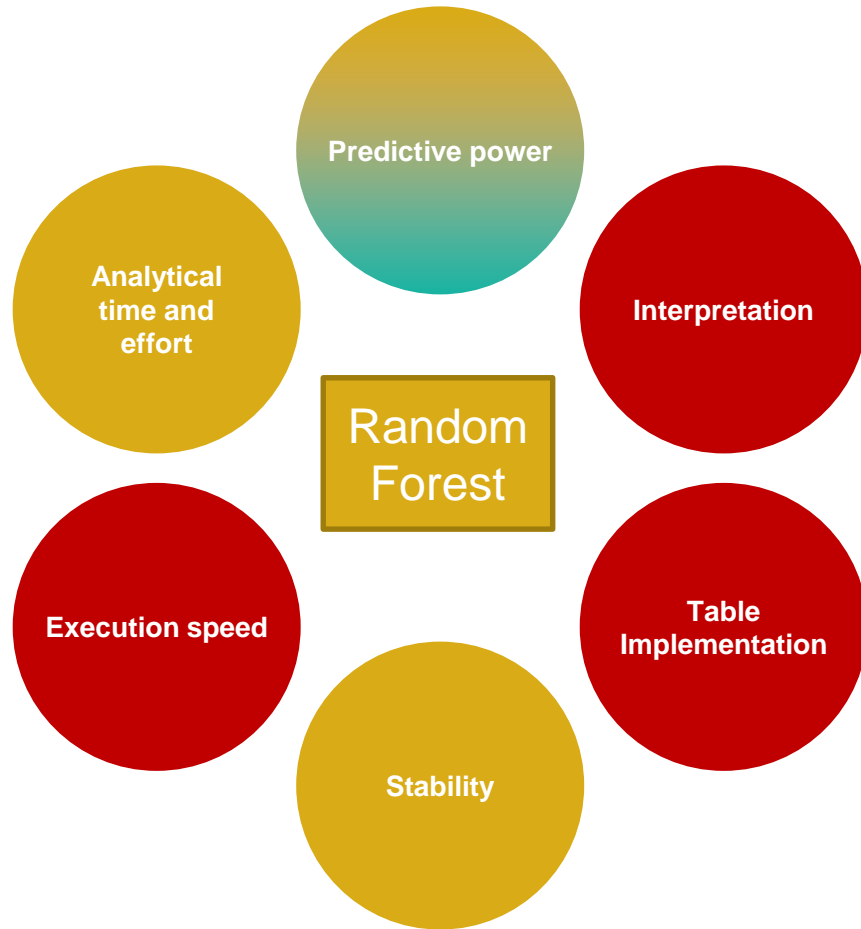 Predictive power
Analytical
time and
effort
Interpretation
Random
Forest
Execution speed
Table
Implementation
Stability